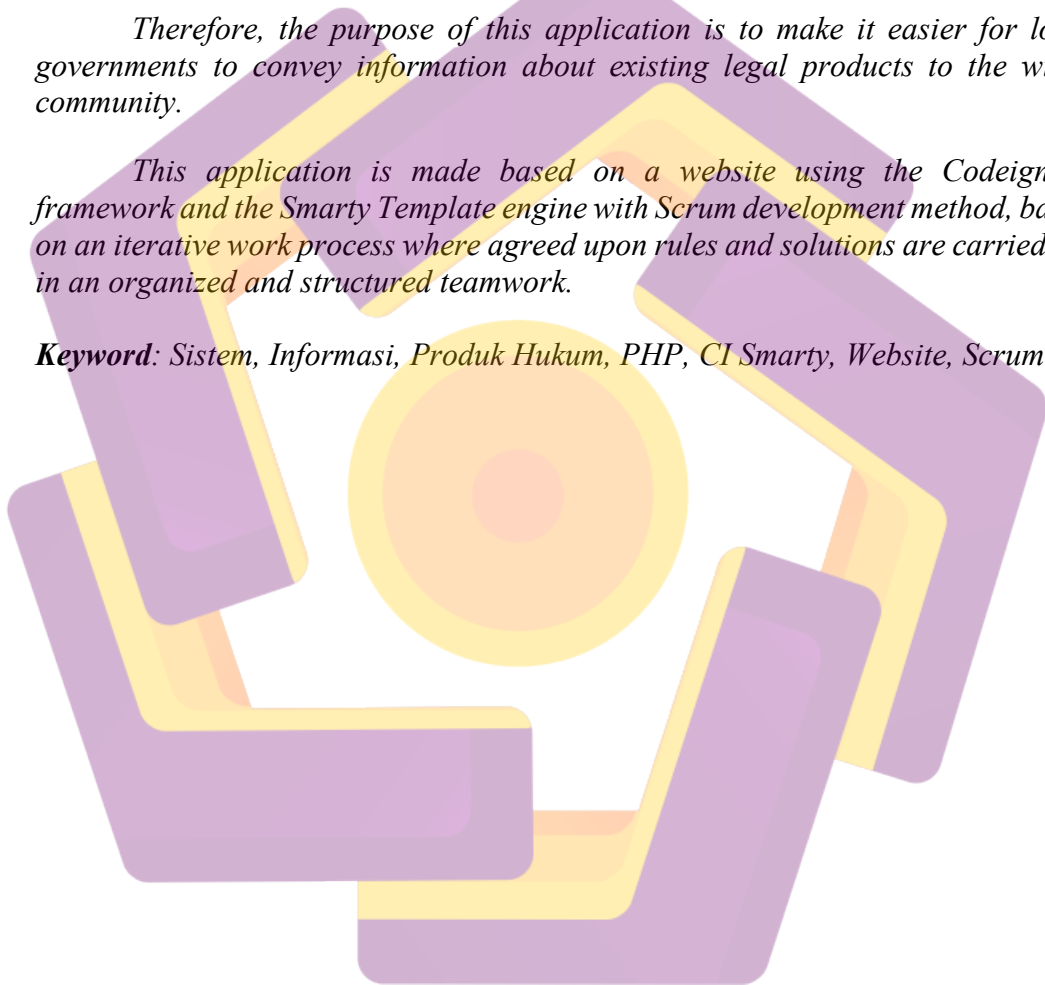 Therefore, the purpose of this application is to make it easier for lo
governments to convey information about existing legal products to the w
community.
This application is made based on a website using the Codeign
framework and the Smarty Template engine with Scrum development method, ba
on an iterative work process where agreed upon rules and solutions are carried
in an organized and structured teamwork.
Keyword: Sistem, Informasi, Produk Hukum, PHP, CI Smarty, Website, Scrum